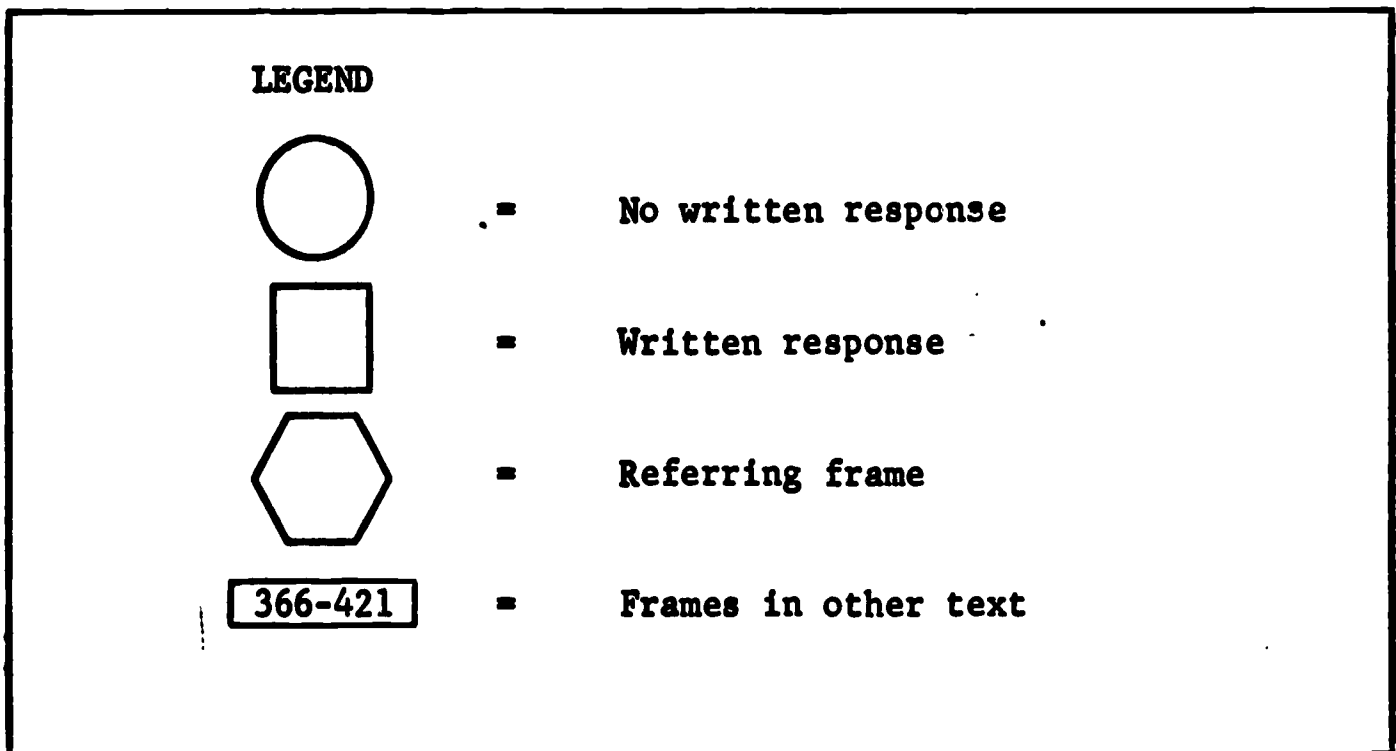 LEGEND
= No written response
= Written response
= Referring frame
366-421 = Frames in other text